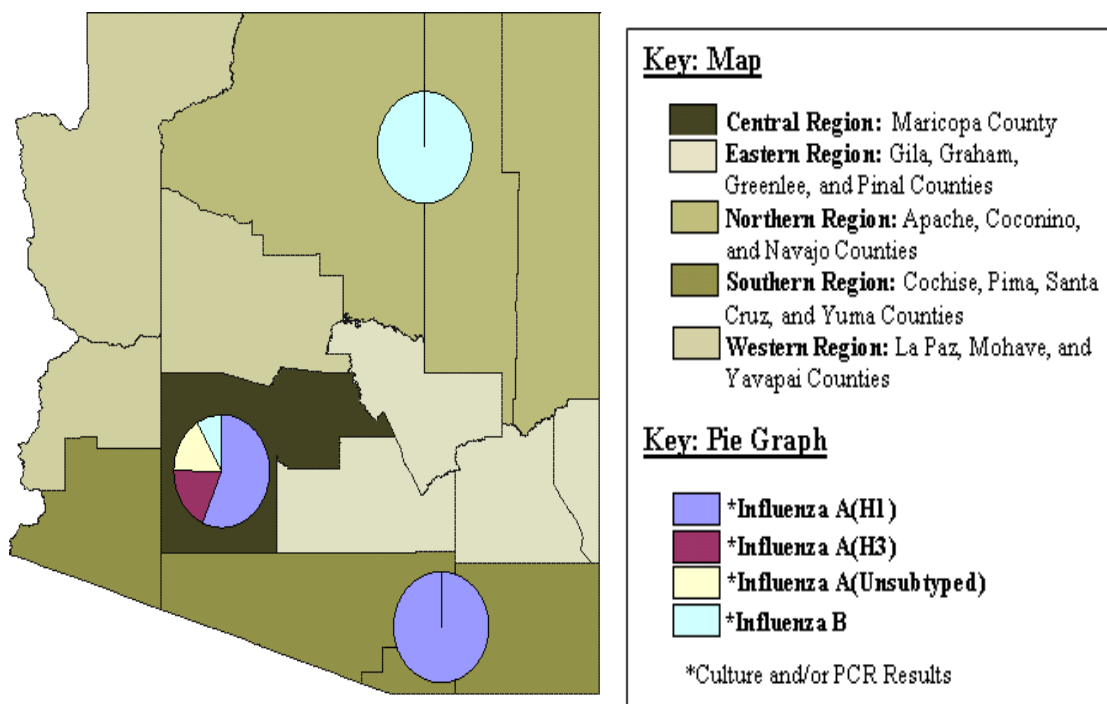 Key: Map
Central Region: Maricopa County
Eastern Region: Gila, Graham,
Greenlee, and Pinal Counties
Northern Region: Apache, Coconino,
and Navajo Counties
Southern Region: Cochise, Pima, Santa
Cruz, and Yuma Counties
Western Region: La Paz, Mohave, and
Yavapai Counties
Key: Pie Graph
*Influenza A(H1)
*Influenza A(H3)
*Influenza A(Unsubtyped)
*Influenza B
*Culture and/or PCR Results